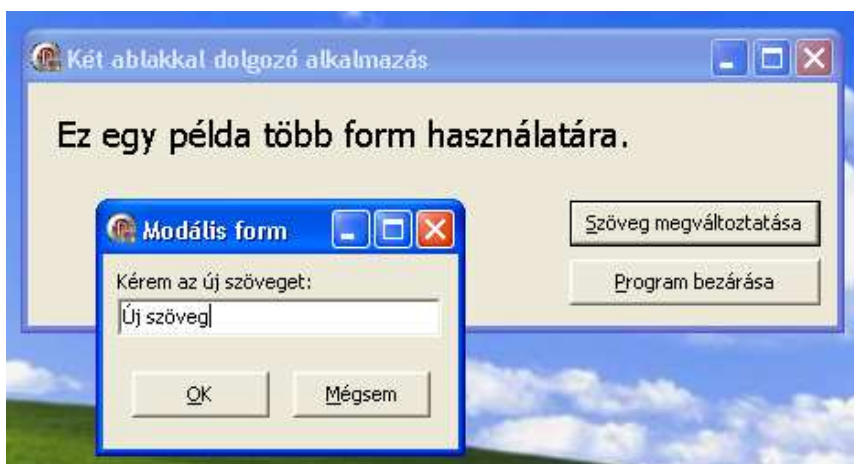 Két ablakkal dolgozó alkalmazás
Ez egy példa több form használatára.
Szöveg megváltoztatása
Program bezárása
Modális form
Kérem az új szöveget:
Új szöveg
OK
Mégsem